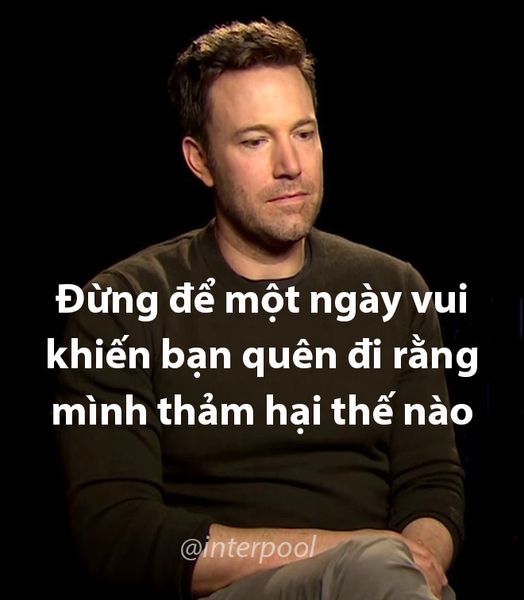 Đừng để một ngày vui
khiến bạn quên đi rằng
mình thảm hại thế nào
@interpool